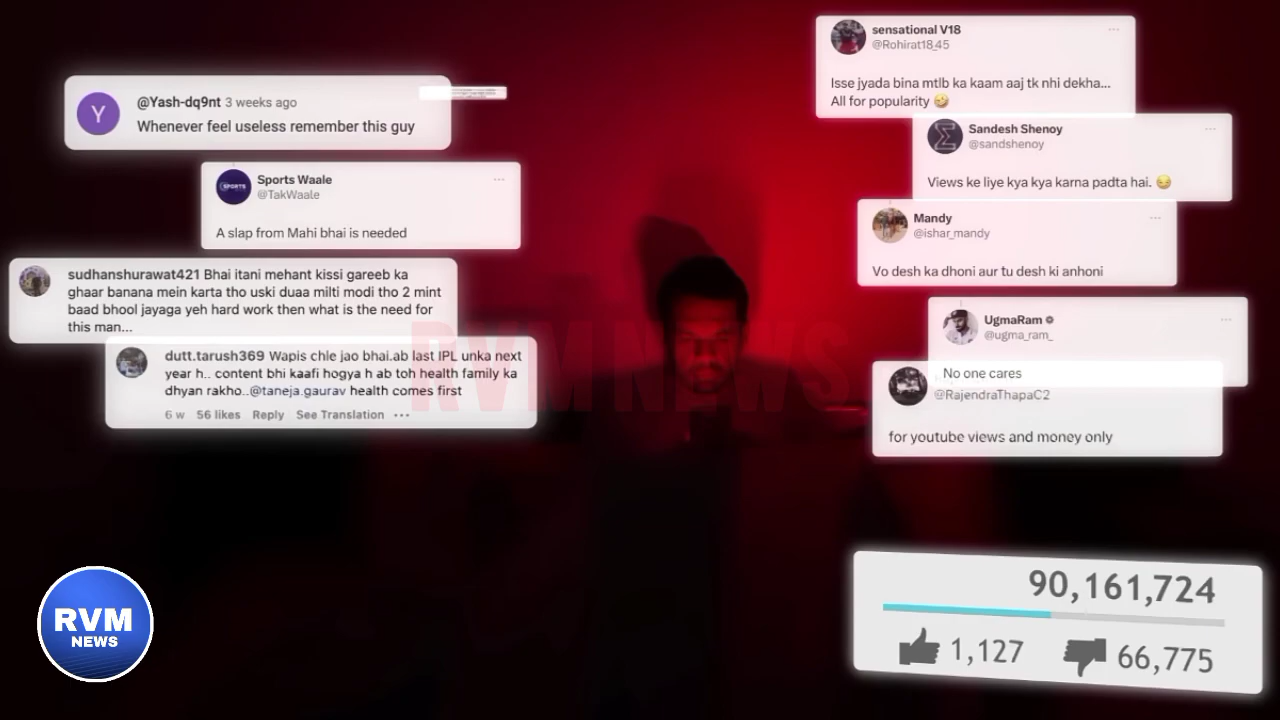 @Yash-dq9nt 3 weeks ago
Whenever feel useless remember this guy
Sports Waale
@TakWaale
SPORTS
A slap from Mahi bhai is needed
sudhanshurawat421 Bhai itani mehant kissi gareeb ka
ghaar banana mein karta tho uski duaa milti modi tho 2 mint
baad bhool jayaga yeh hard work then what is the need for
this man...
dutt.tarush369 Wapis chle jao bhai.ab last IPL unka next
year h.. content bhi kaafi hogya h ab toh health family ka
dhyan rakho..@taneja.gaurav health comes first
6 w 56 likes Reply See Translation •••
sensational V18
@Rohirat18,45
Isse jyada bina mtlb ka kaam aaj tk nhi dekha...
All for popularity 🤣
Sandesh Shenoy
@sandshenoy
Views ke liye kya kya karna padta hai. 😏
Mandy
@ishar_mandy
Vo desh ka dhoni aur tu desh ki anhoni
UgmaRam
@ugma_ram_
No one cares
@RajendraThapaC2
for youtube views and money only
RVM NEWS
90,161,724
1,127 66,775
RVM
NEWS
Y